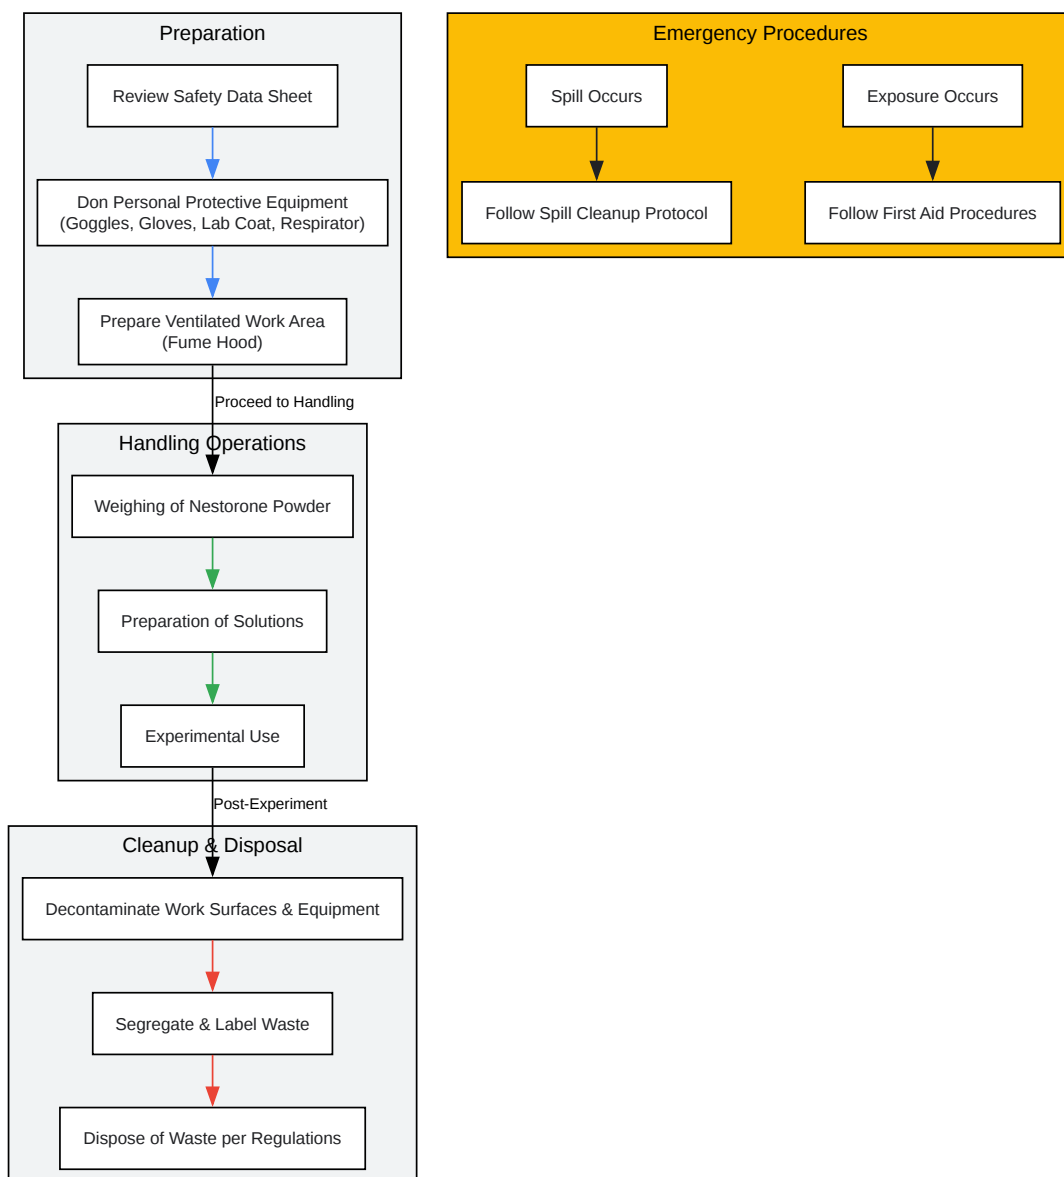 Preparation
Review Safety Data Sheet
Don Personal Protective Equipment
(Goggles, Gloves, Lab Coat, Respirator)
Prepare Ventilated Work Area
(Fume Hood)
Proceed to Handling
Handling Operations
Weighing of Nestorone Powder
Preparation of Solutions
Experimental Use
Post-Experiment
Cleanup & Disposal
Decontaminate Work Surfaces & Equipment
Segregate & Label Waste
Dispose of Waste per Regulations
Emergency Procedures
Spill Occurs
Follow Spill Cleanup Protocol
Exposure Occurs
Follow First Aid Procedures